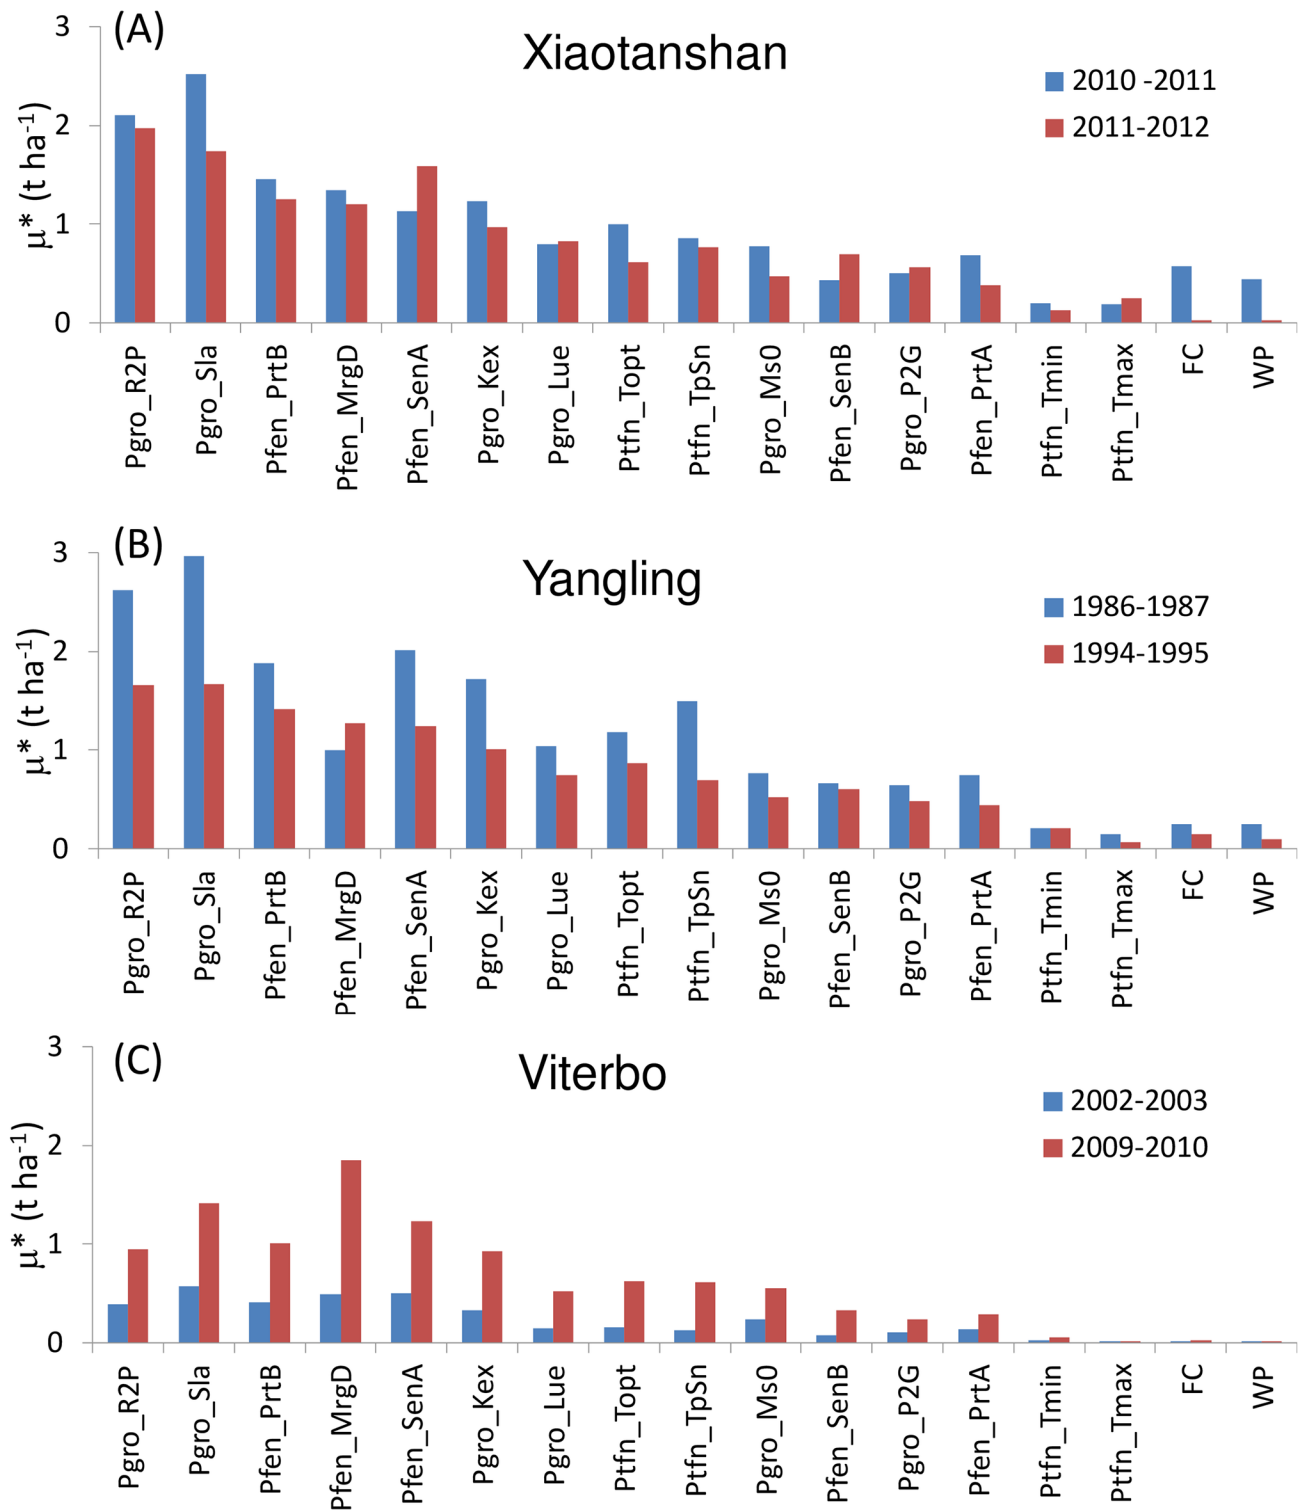 (A)
Xiaotanshan
2010 -2011
2011-2012
μ* (t ha-1)
3
2
1
0
Pgro_R2P
Pgro_Sla
Pfen_PrtB
Pfen_MrgD
Pfen_SenA
Pgro_Kex
Pgro_Lue
Ptfn_Topt
Ptfn_TpSn
Pgro_Ms0
Pfen_SenB
Pgro_P2G
Pfen_PrtA
Ptfn_Tmin
Ptfn_Tmax
FC
WP
(B)
Yangling
1986-1987
1994-1995
μ* (t ha-1)
3
2
1
0
Pgro_R2P
Pgro_Sla
Pfen_PrtB
Pfen_MrgD
Pfen_SenA
Pgro_Kex
Pgro_Lue
Ptfn_Topt
Ptfn_TpSn
Pgro_Ms0
Pfen_SenB
Pgro_P2G
Pfen_PrtA
Ptfn_Tmin
Ptfn_Tmax
FC
WP
(C)
Viterbo
2002-2003
2009-2010
μ* (t ha-1)
3
2
1
0
Pgro_R2P
Pgro_Sla
Pfen_PrtB
Pfen_MrgD
Pfen_SenA
Pgro_Kex
Pgro_Lue
Ptfn_Topt
Ptfn_TpSn
Pgro_Ms0
Pfen_SenB
Pgro_P2G
Pfen_PrtA
Ptfn_Tmin
Ptfn_Tmax
FC
WP